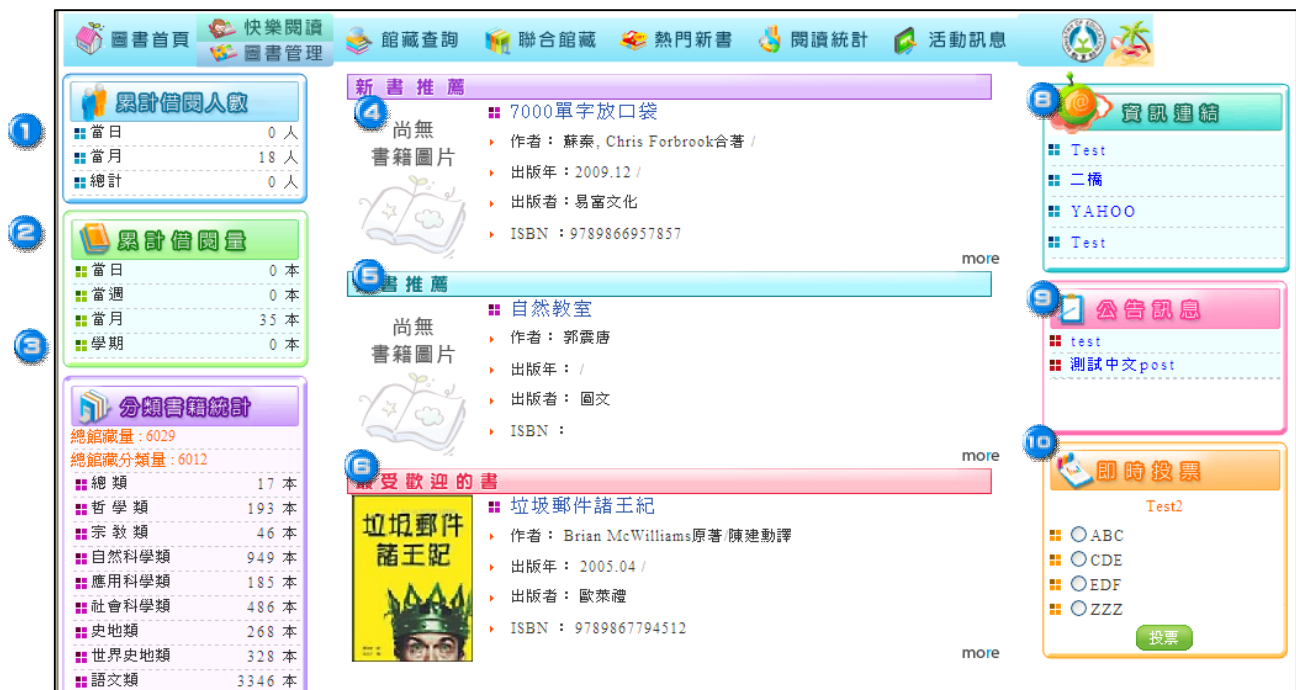 圖書首頁
快樂閱讀
圖書管理
館藏查詢
聯合館藏
熱門新書
閱讀統計
活動訊息
1
累計借閱人數
當日 0 人
當月 18 人
總計 0 人
2
累計借閱量
當日 0 本
當週 0 本
當月 35 本
學期 0 本
3
分類書籍統計
總館藏量 : 6029
總館藏分類量 : 6012
總 類 17 本
哲 學 類 193 本
宗 教 類 46 本
自然科學類 949 本
應用科學類 185 本
社會科學類 486 本
史地類 268 本
世界史地類 328 本
語文類 3346 本
新 書 推 薦
4
尚無
書籍圖片
7000單字放口袋
作者： 蘇秦, Chris Forbrook合著 /
出版年：2009.12 /
出版者：易富文化
ISBN ：9789866957857
more
5
書 推 薦
尚無
書籍圖片
自然教室
作者： 郭震唐
出版年： /
出版者： 圖文
ISBN ：
more
6
最 受 歡 迎 的 書
垃圾郵件
諸王紀
垃圾郵件諸王紀
作者： Brian McWilliams原著/陳建勳譯
出版年： 2005.04 /
出版者： 歐萊禮
ISBN ： 9789867794512
more
8
資訊連結
Test
二橋
YAHOO
Test
9
公告訊息
test
測試中文post
10
即時投票
Test2
ABC
CDE
EDF
ZZZ
投票